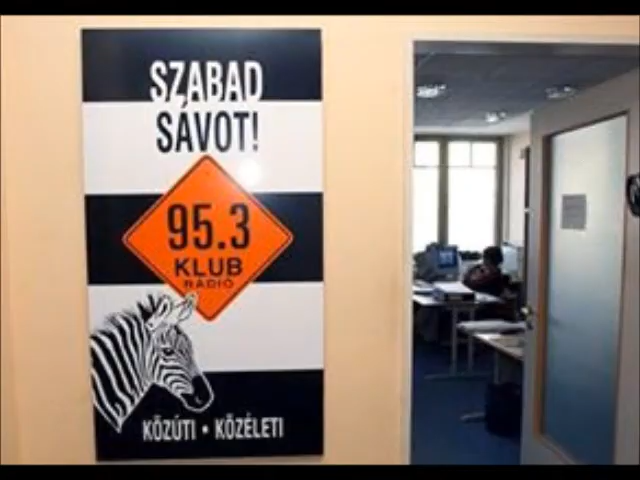 SZABAD
SÁVOT!
95.3
KLUB
RÁDIÓ
KÖZÚTI • KÖZÉLETI